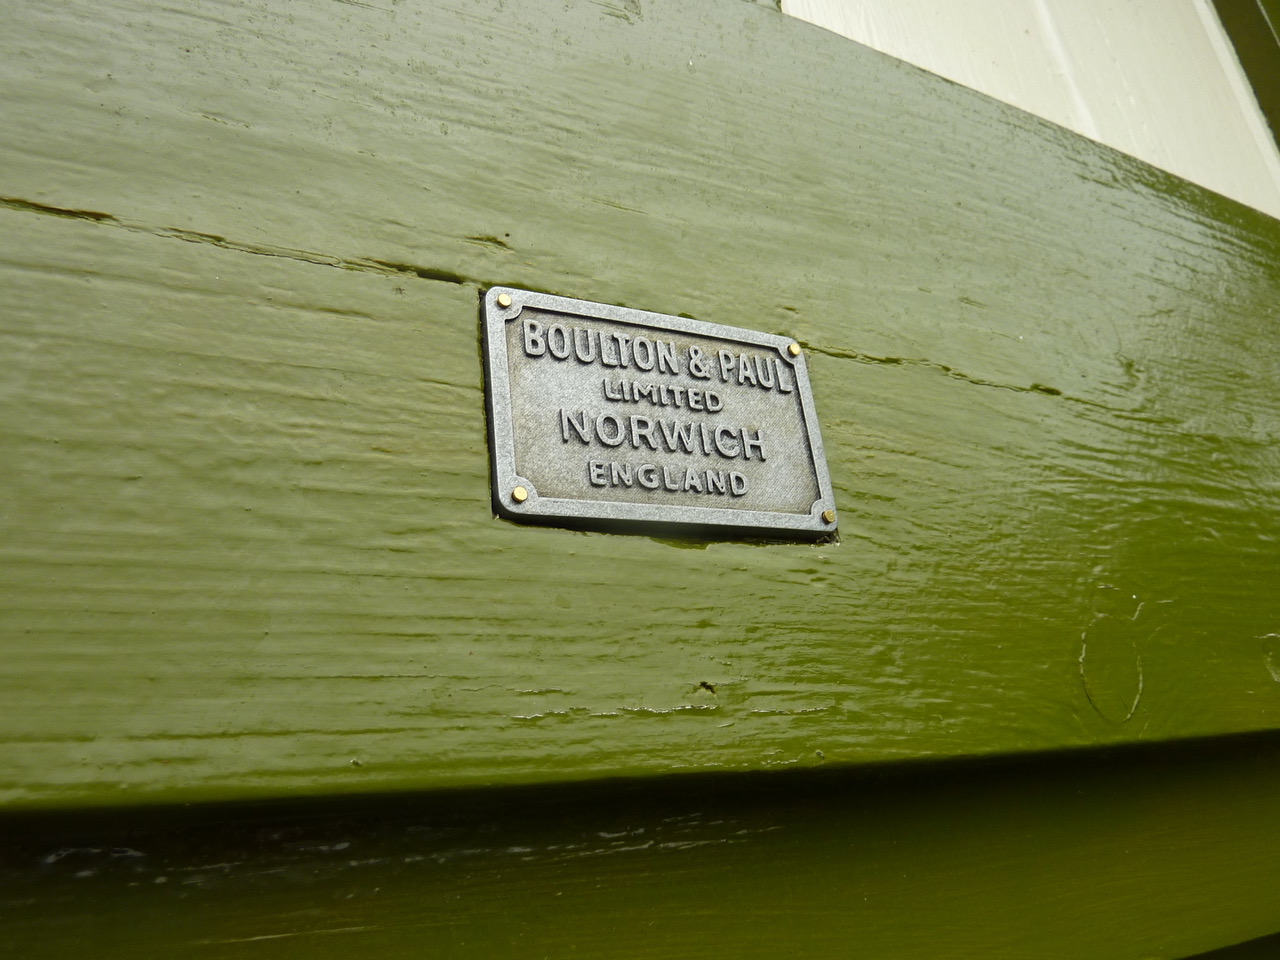 BOULTON & PAUL
LIMITED
NORWICH
ENGLAND